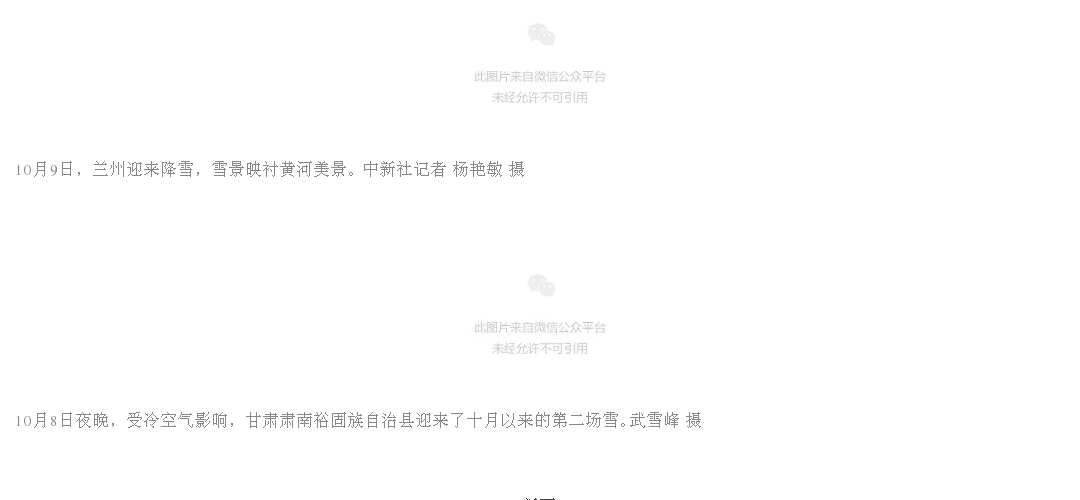 此图片来自微信公众平台
未经允许不可引用
10月9日，兰州迎来降雪，雪景映衬黄河美景。中新社记者 杨艳敏 摄
此图片来自微信公众平台
未经允许不可引用
10月8日夜晚，受冷空气影响，甘肃肃南裕固族自治县迎来了十月以来的第二场雪。武雪峰 摄